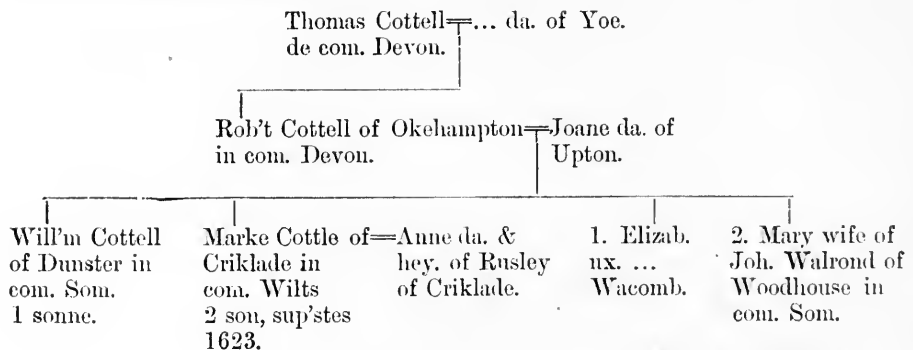 Thomas Cottell=... da. of Yoe.
de com. Devon.
Rob't Cottell of Okehampton=Joane da. of
in com. Devon. Upton.
Will'm Cottell
of Dunster in
com. Som.
1 sonne.
Marke Cottle of=Anne da. &
Criklade in hey. of Rusley
com. Wilts of Criklade.
2 son, sup'stes
1623.
1. Elizab.
ux. ...
Wacomb.
2. Mary wife of
Joh. Walrond of
Woodhouse in
com. Som.